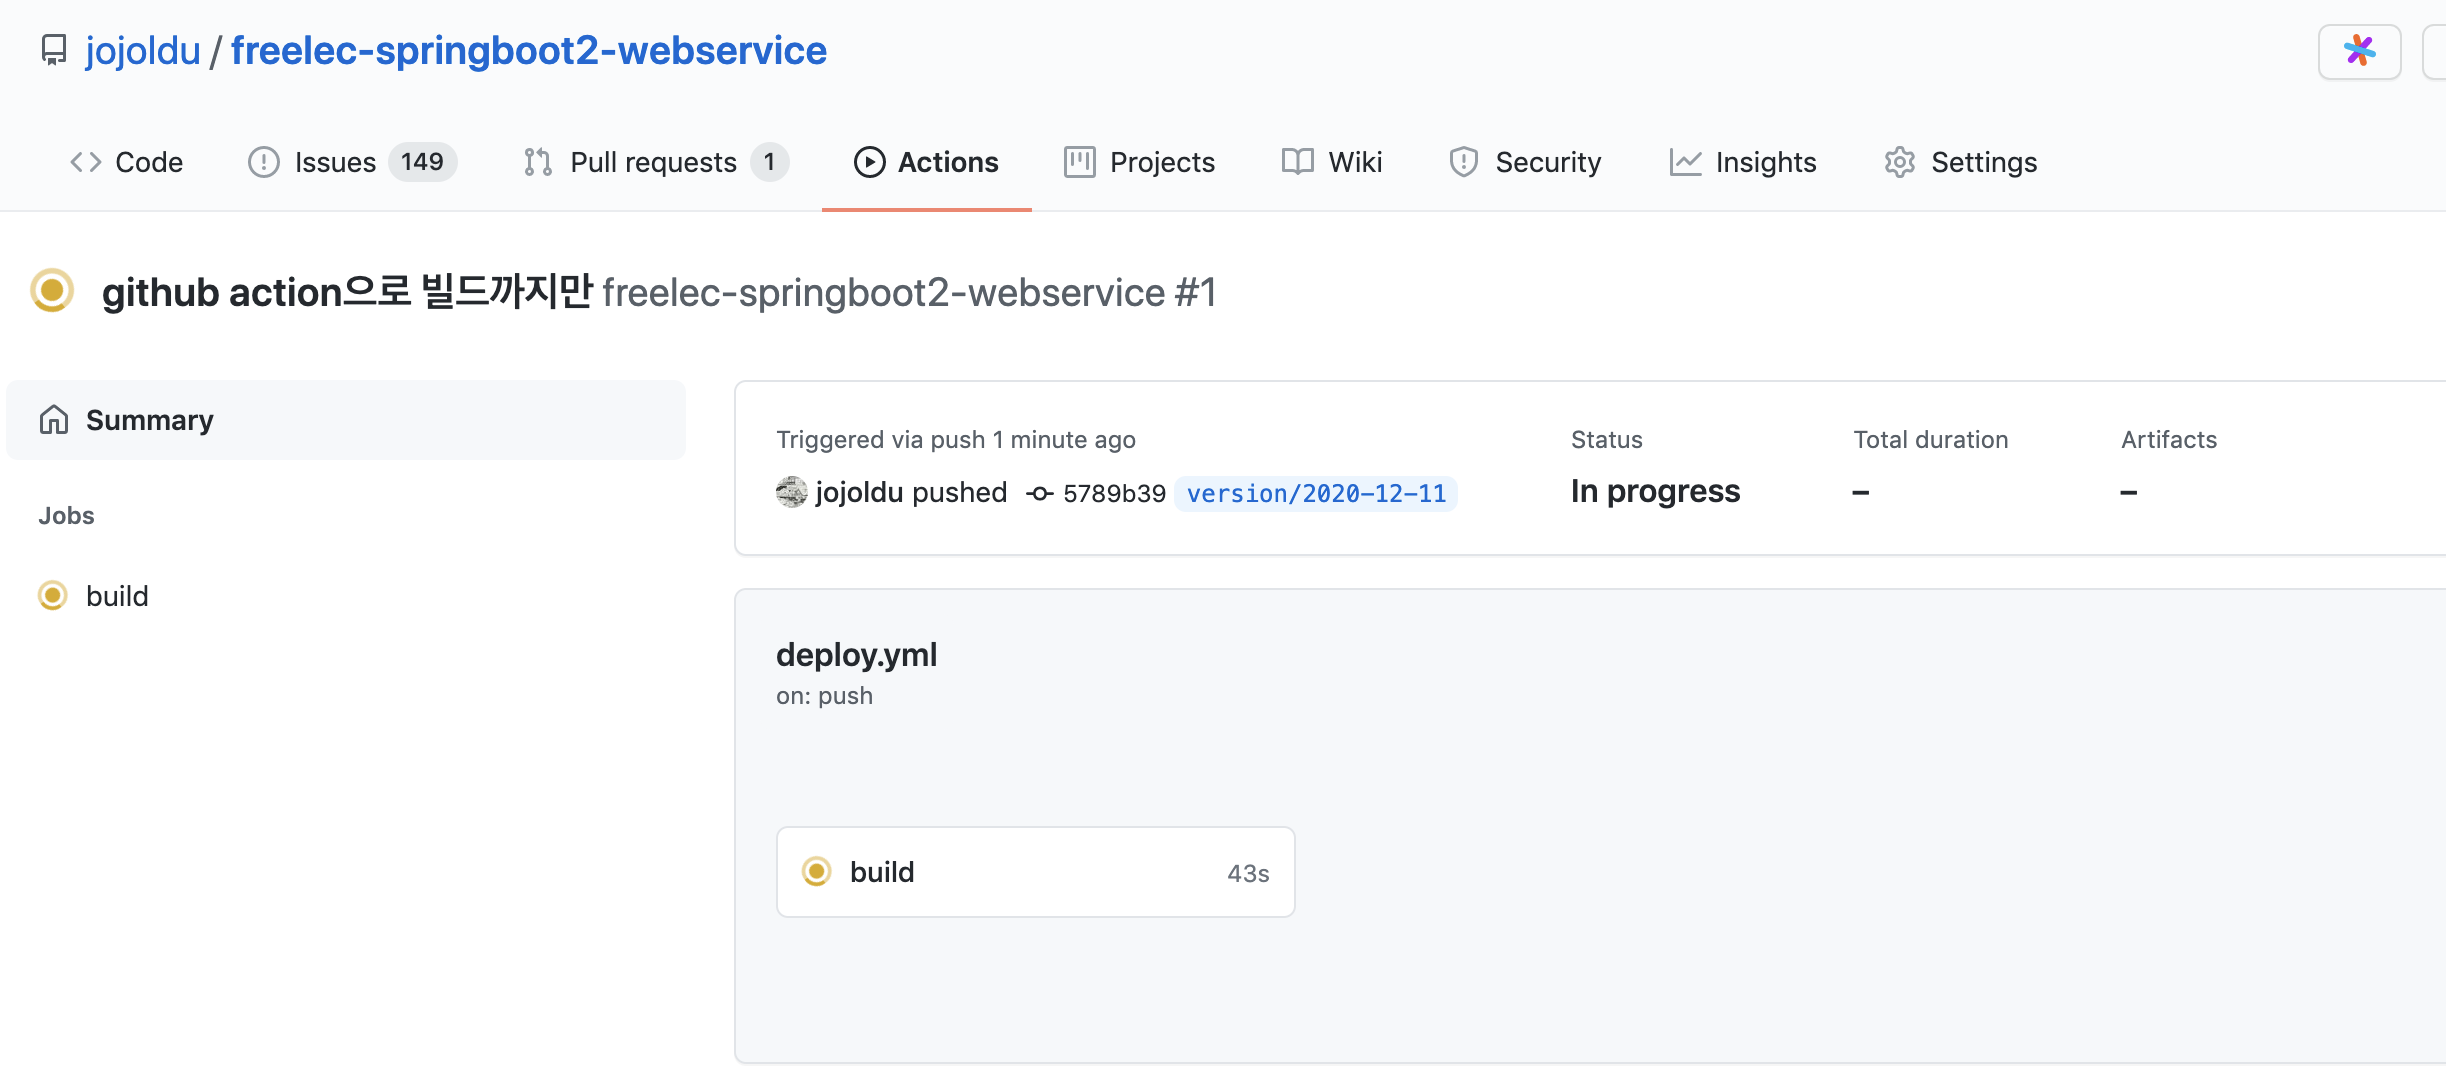 jojoldu / freelec-springboot2-webservice
Code Issues 149 Pull requests 1 Actions Projects Wiki Security Insights Settings
github action으로 빌드까지만 freelec-springboot2-webservice #1
Summary
Jobs
build
Triggered via push 1 minute ago
jojoldu pushed 5789b39 version/2020-12-11
Status
In progress
Total duration
–
Artifacts
–
deploy.yml
on: push
build 43s